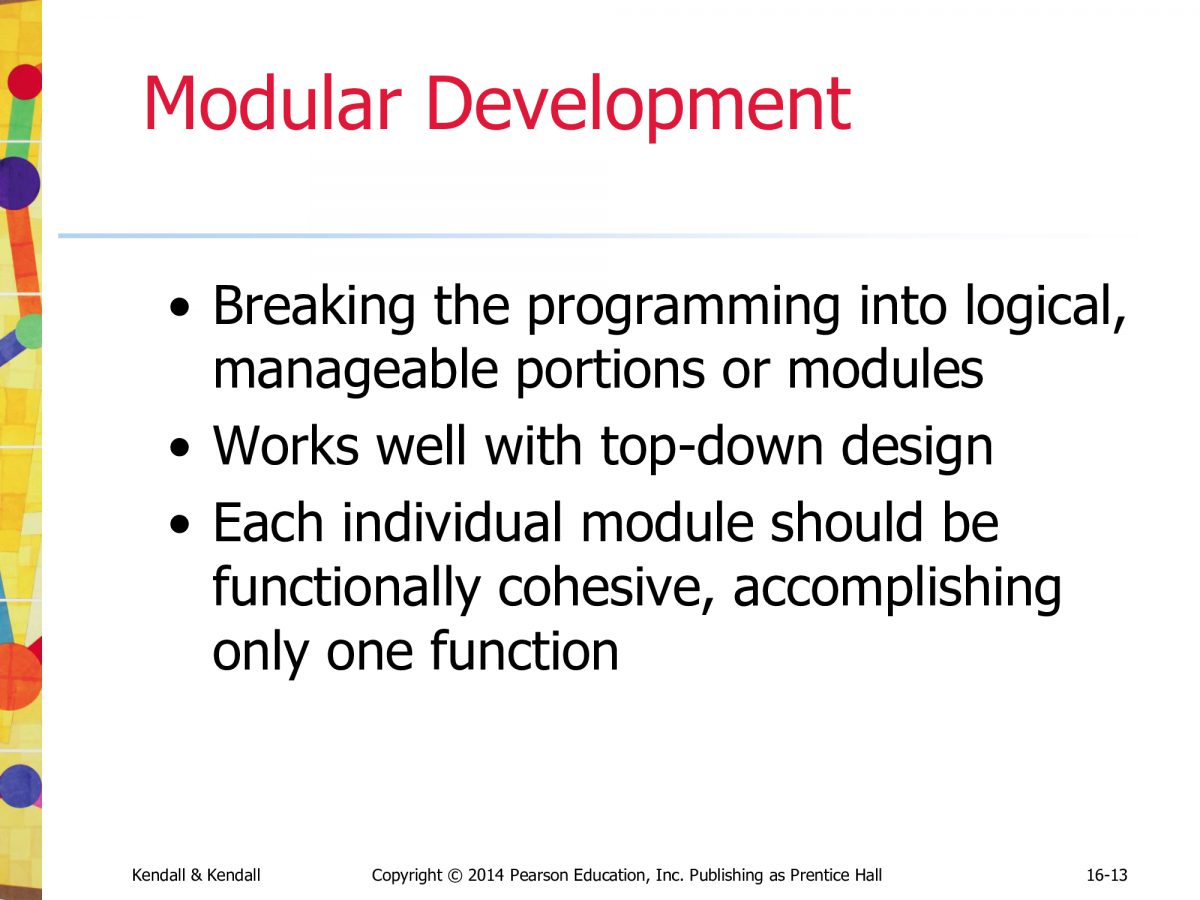 Modular Development
• Breaking the programming into logical,
manageable portions or modules
• Works well with top-down design
• Each individual module should be
functionally cohesive, accomplishing
only one function
Kendall & Kendall Copyright © 2014 Pearson Education, Inc. Publishing as Prentice Hall 16-13